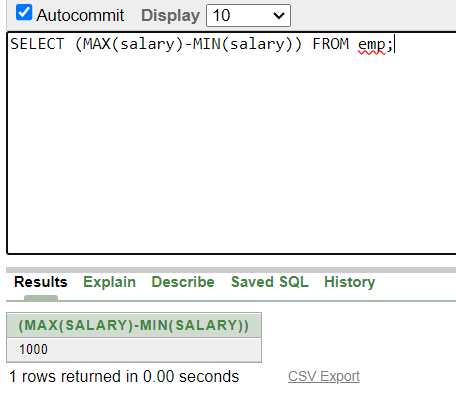 Autocommit Display 10
SELECT (MAX(salary)-MIN(salary)) FROM emp;
Results Explain Describe Saved SQL History
(MAX(SALARY)-MIN(SALARY))
1000
1 rows returned in 0.00 seconds CSV Export